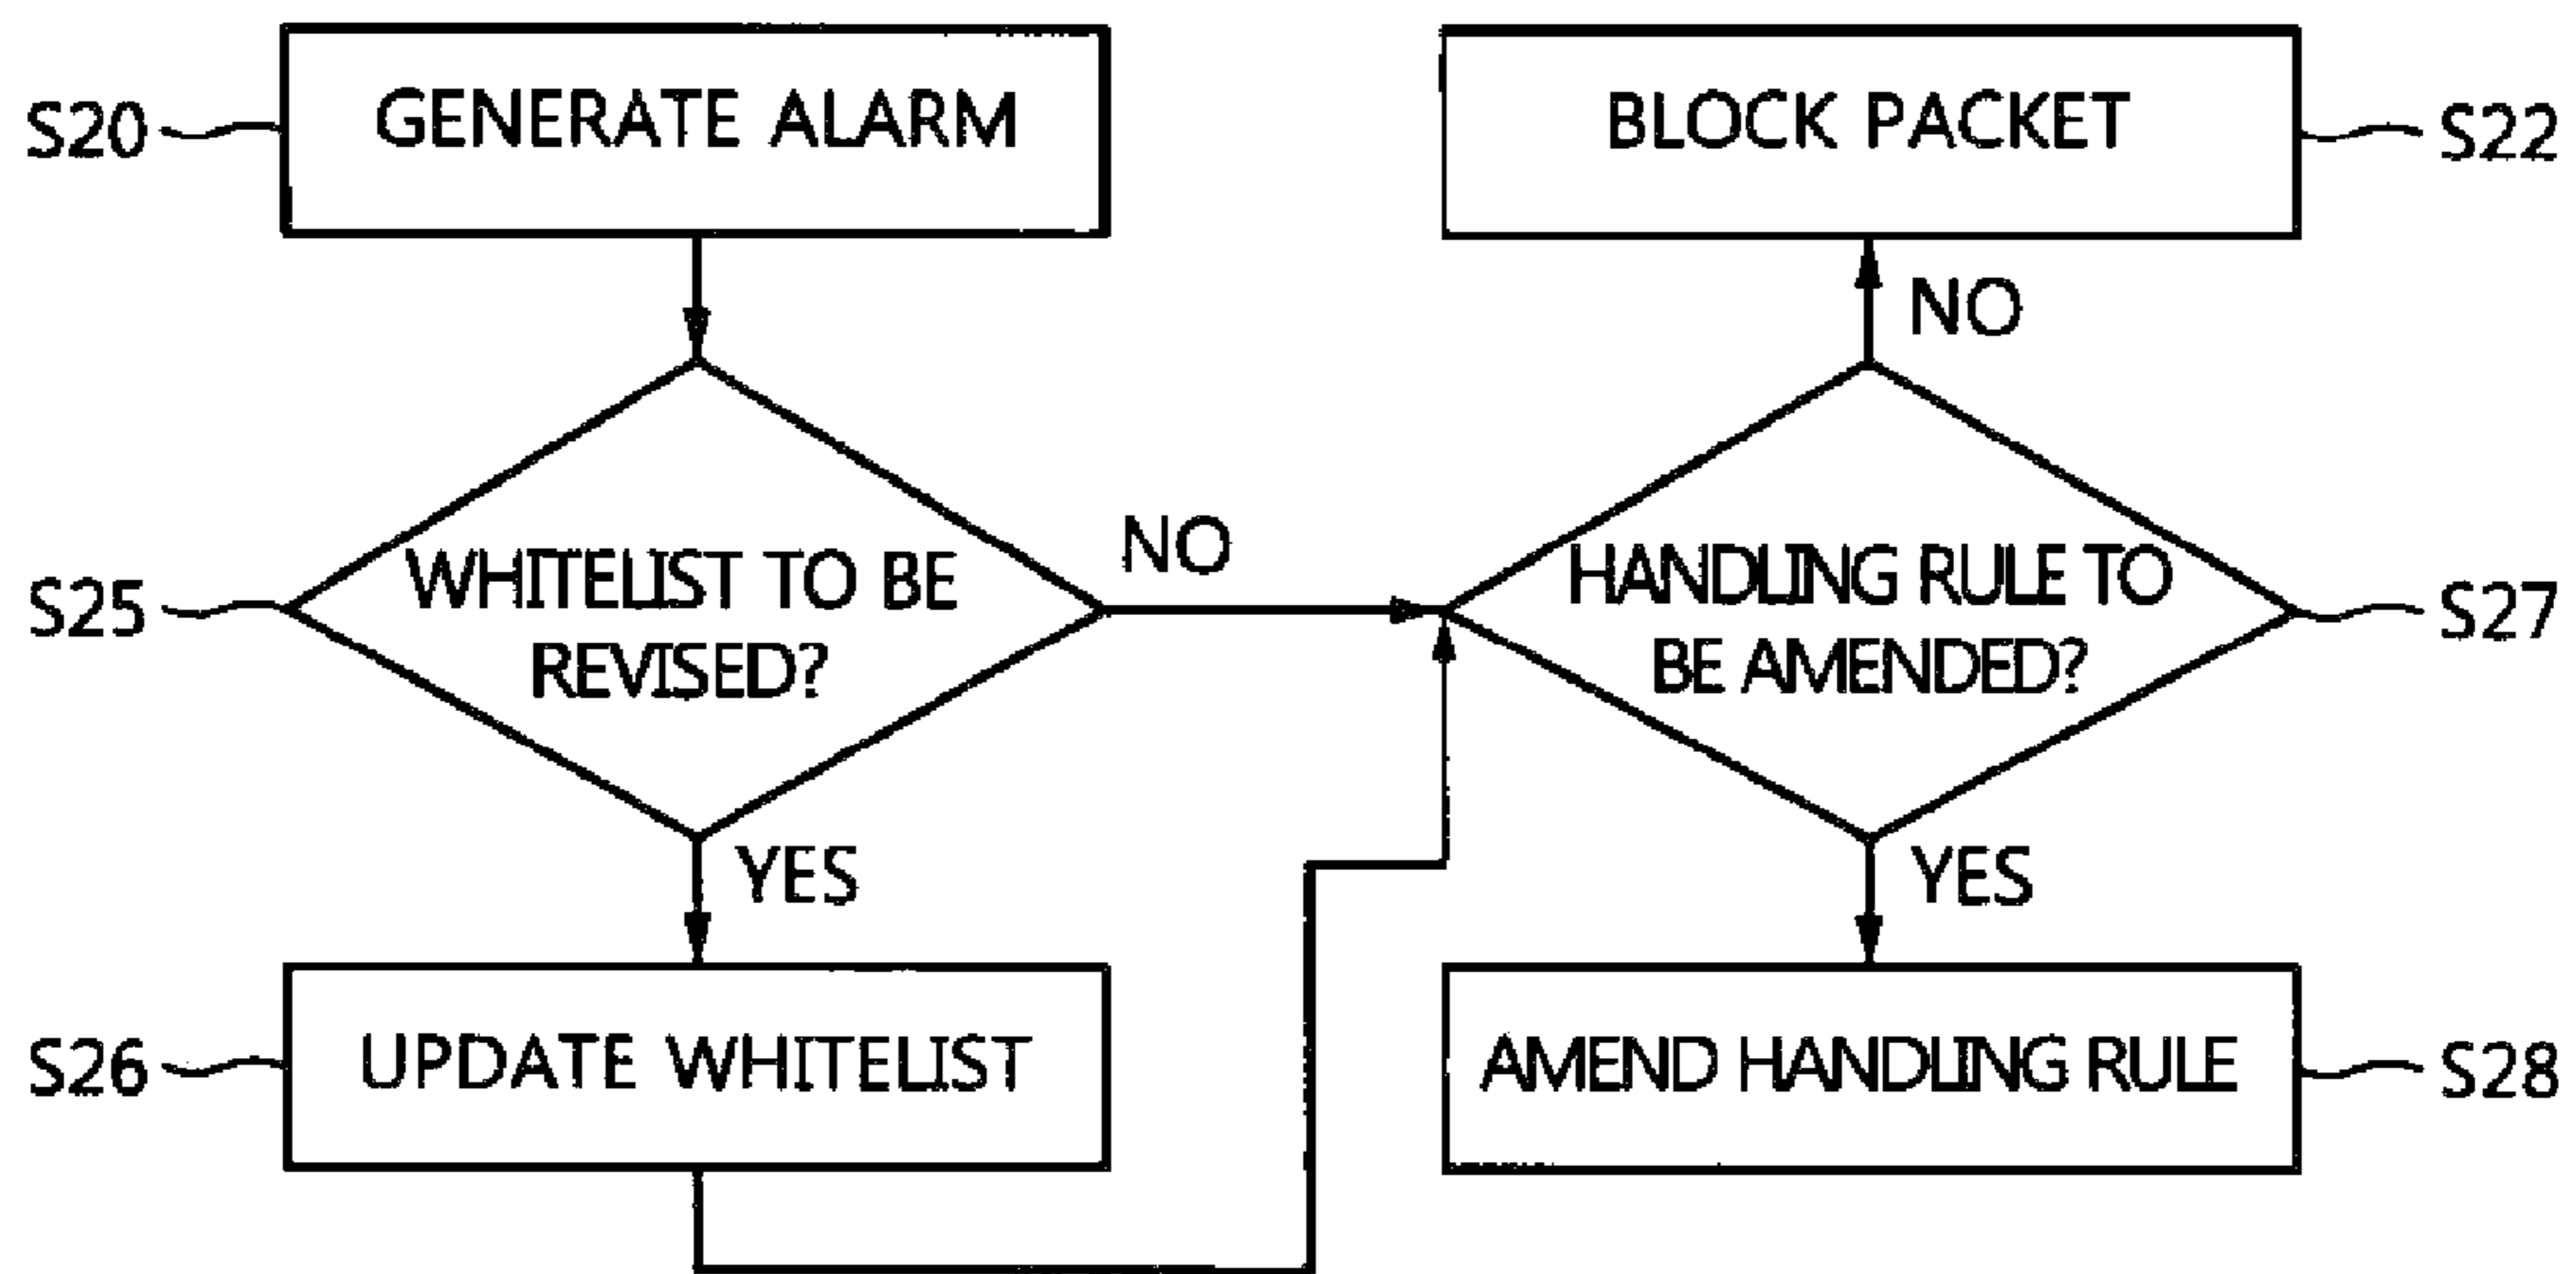 S20
GENERATE ALARM
BLOCK PACKET
S22
NO
S25
WHITELIST TO BE
REVISED?
NO
HANDLING RULE TO
BE AMENDED?
S27
YES
YES
S26
UPDATE WHITELIST
AMEND HANDLING RULE
S28